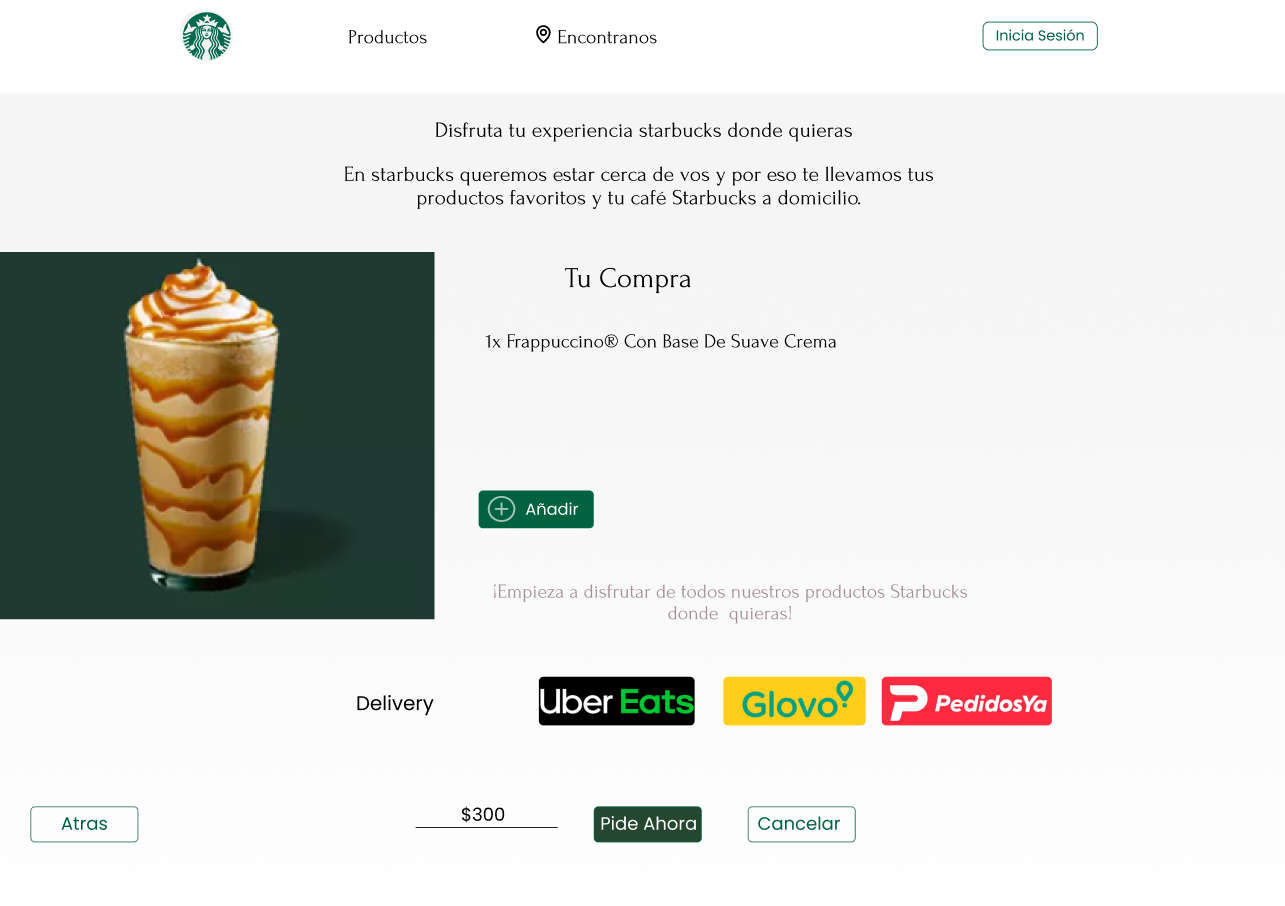 Productos
Encontranos
Inicia Sesión
Disfruta tu experiencia starbucks donde quieras
En starbucks queremos estar cerca de vos y por eso te llevamos tus
productos favoritos y tu café Starbucks a domicilio.
Tu Compra
1x Frappuccino® Con Base De Suave Crema
Añadir
¡Empieza a disfrutar de todos nuestros productos Starbucks
donde  quieras!
Delivery
Uber Eats
Glovo
PedidosYa
Atras
$300
Pide Ahora
Cancelar